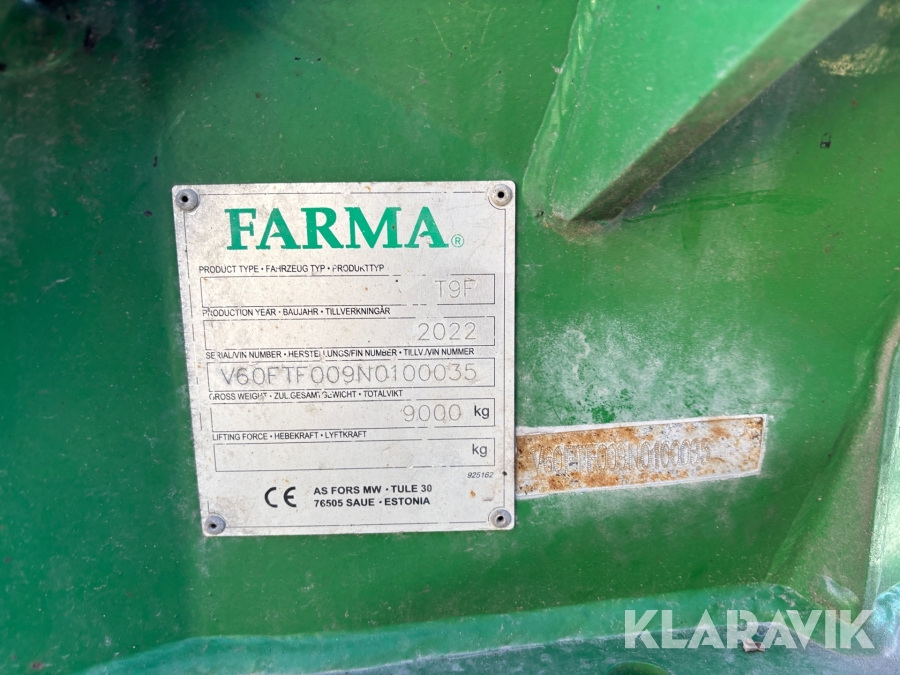 FARMA®
PRODUCT TYPE • FAHRZEUG TYP • PRODUKTTYP
T9F
PRODUCTION YEAR • BAUJAHR • TILLVERKNINGÅR
2022
SERIAL/VIN NUMBER • HERSTELLUNGS/FIN NUMBER • TILLV./VIN NUMMER
V60FTF009N0100035
GROSS WEIGHT • ZUL.GESAMTGEWICHT • TOTALVIKT
9000 kg
LIFTING FORCE • HEBEKRAFT • LYFTKRAFT
kg
925162
CE AS FORS MW • TULE 30
76505 SAUE • ESTONIA
V60FTF009N0100035
KLARAVIK